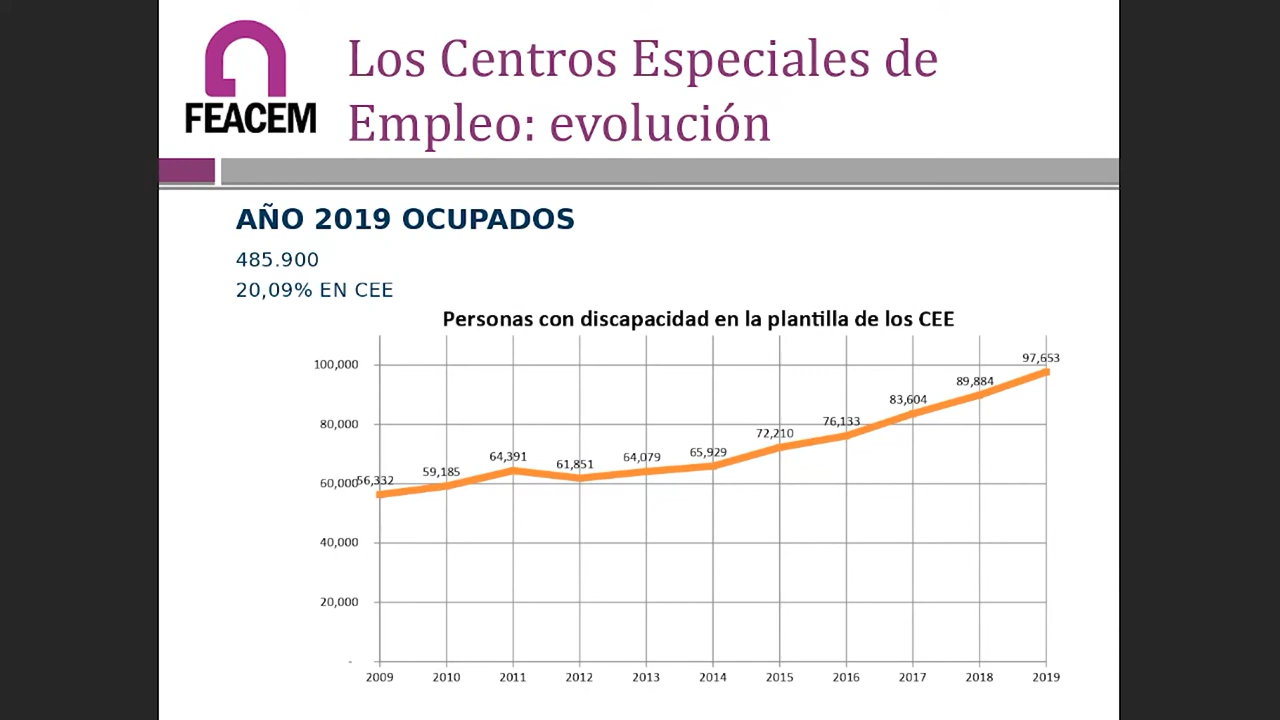 FEACEM
Los Centros Especiales de
Empleo: evolución
AÑO 2019 OCUPADOS
485.900
20,09% EN CEE
Personas con discapacidad en la plantilla de los CEE
100,000
80,000
60,000
40,000
20,000
-
56,332
59,185
64,391
61,851
64,079
65,929
72,210
76,133
83,604
89,884
97,653
2009 2010 2011 2012 2013 2014 2015 2016 2017 2018 2019